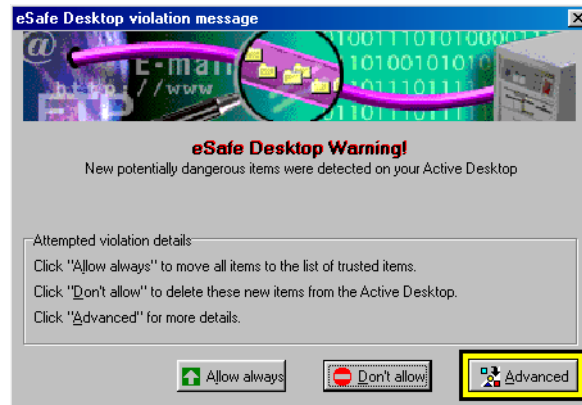 eSafe Desktop violation message
@
E-mail
http://www
FTP
eSafe Desktop Warning!
New potentially dangerous items were detected on your Active Desktop
Attempted violation details
Click "Allow always" to move all items to the list of trusted items.
Click "Don't allow" to delete these new items from the Active Desktop.
Click "Advanced" for more details.
Allow always
Don't allow
Advanced